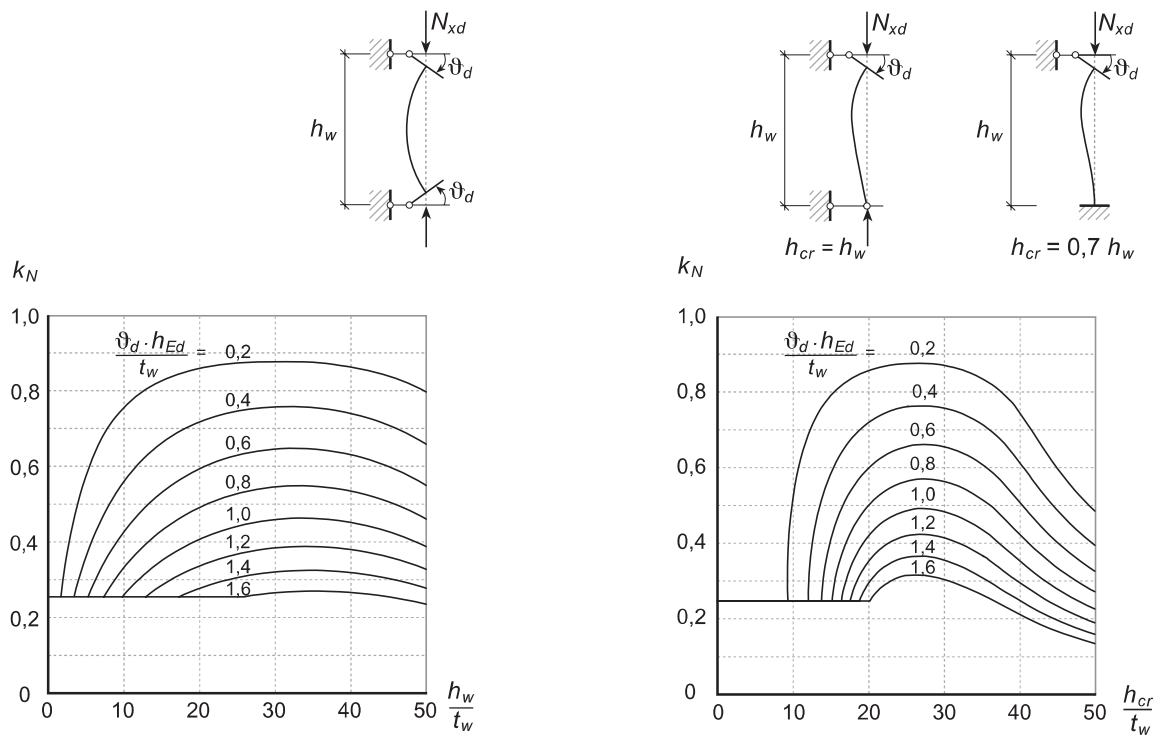 N_xd
ϑ_d
h_w
ϑ_d
k_N
1,0
0,8
0,6
0,4
0,2
0
ϑ_d · h_Ed / t_w = 0,2
0,4
0,6
0,8
1,0
1,2
1,4
1,6
0 10 20 30 40 50
h_w / t_w
N_xd
ϑ_d
h_w
h_cr = h_w
N_xd
ϑ_d
h_w
h_cr = 0,7 h_w
k_N
1,0
0,8
0,6
0,4
0,2
0
ϑ_d · h_Ed / t_w = 0,2
0,4
0,6
0,8
1,0
1,2
1,4
1,6
0 10 20 30 40 50
h_cr / t_w